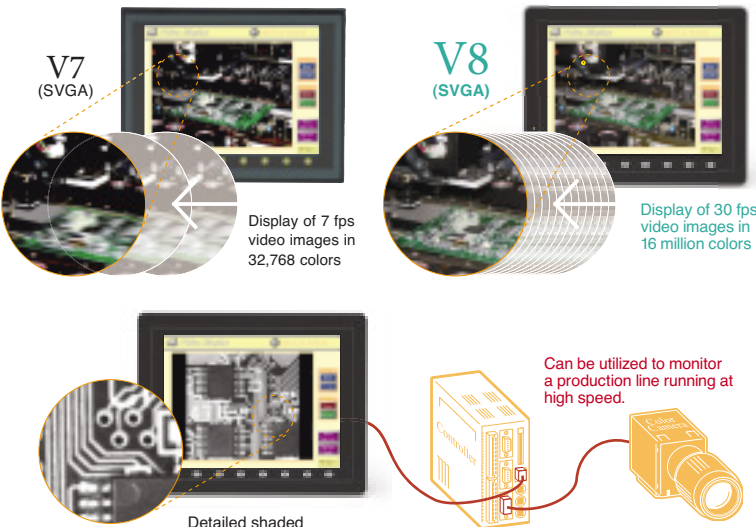 V7
(SVGA)
Display of 7 fps
video images in
32,768 colors
V8
(SVGA)
Display of 30 fps
video images in
16 million colors
Can be utilized to monitor
a production line running at
high speed.
Controller
Color
Camera
Detailed shaded